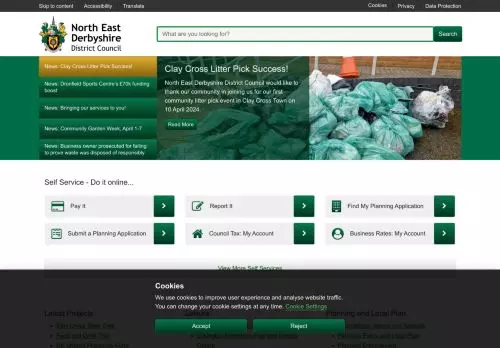 Skip to content Accessibility Translate Cookies Privacy Data Protection
North East
Derbyshire
District Council
What are you looking for?
Search
News: Clay Cross Litter Pick Success!
News: Dronfield Sports Centre's £70k funding
boost
News: Bringing our services to you!
News: Community Garden Week, April 1-7
News: Business owner prosecuted for failing
to prove waste was disposed of responsibly
Clay Cross Litter Pick Success!
North East Derbyshire District Council would like to
thank our community in joining us for our first
community litter pick event in Clay Cross Town on
10 April 2024.
Read More
Self Service - Do it online...
Pay It
Report It
Find My Planning Application
Submit a Planning Application
Council Tax: My Account
Business Rates: My Account
View More Self Services
Cookies
We use cookies to improve user experience and analyse website traffic.
You can change your cookie settings at any time. Cookie Settings
Accept
Reject
Latest Projects
Leisure
Planning and Local Plan